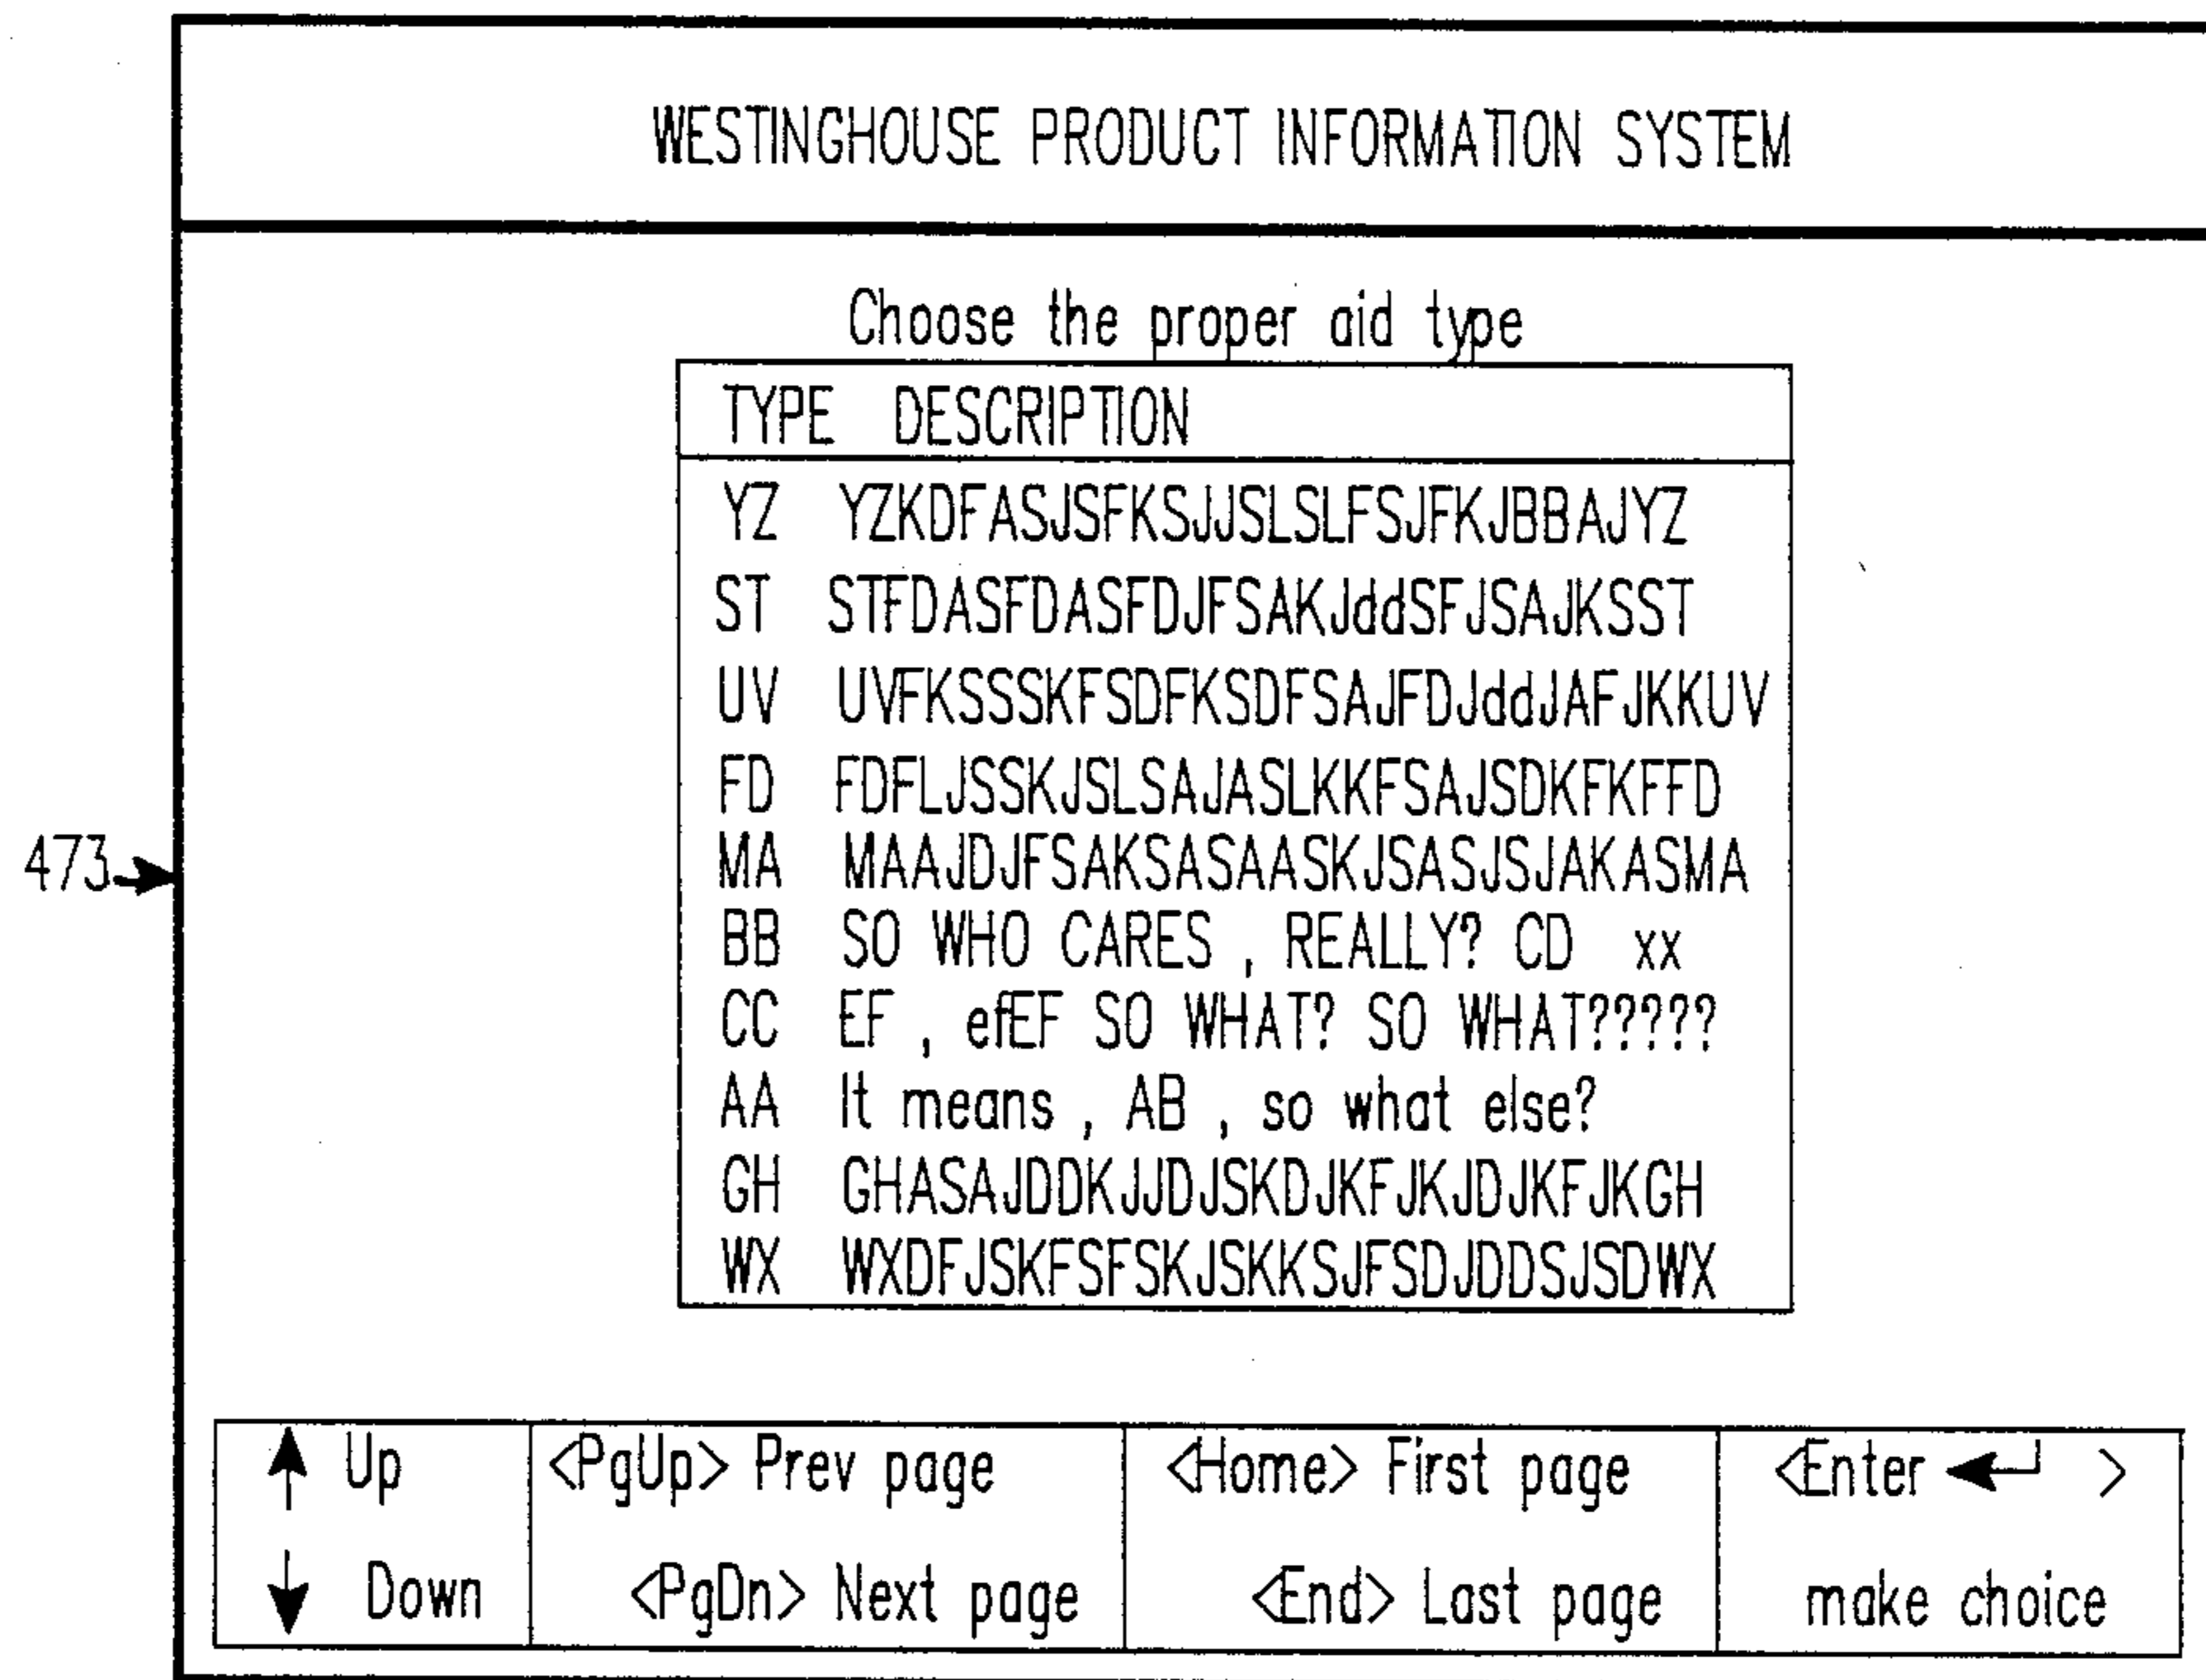 WESTINGHOUSE PRODUCT INFORMATION SYSTEM
Choose the proper aid type
TYPE DESCRIPTION
YZ YZKDFASJSFKSJJSLSLFSJFKJBBAJYZ
ST STFDASFDASFDJFSAKJddSFJSAJKSST
UV UVFKSSSKFSDFKSDFSAJFDJddJAFJKKUV
FD FDFLJSSKJSLSAJASLKKFSAJSDKFKFFD
MA MAAJDJFSAKSASAASKJSASJSJAKASMA
473
BB SO WHO CARES , REALLY? CD xx
CC EF , efEF SO WHAT? SO WHAT?????
AA It means , AB , so what else?
GH GHASAJDDKJJDJSKDJKFJKJDJKFJKGH
WX WXDFJSKFSFSKJSKKSJFSDJDDSJSDWX
↑ Up <PgUp> Prev page <Home> First page <Enter ↵ >
↓ Down <PgDn> Next page <End> Last page make choice